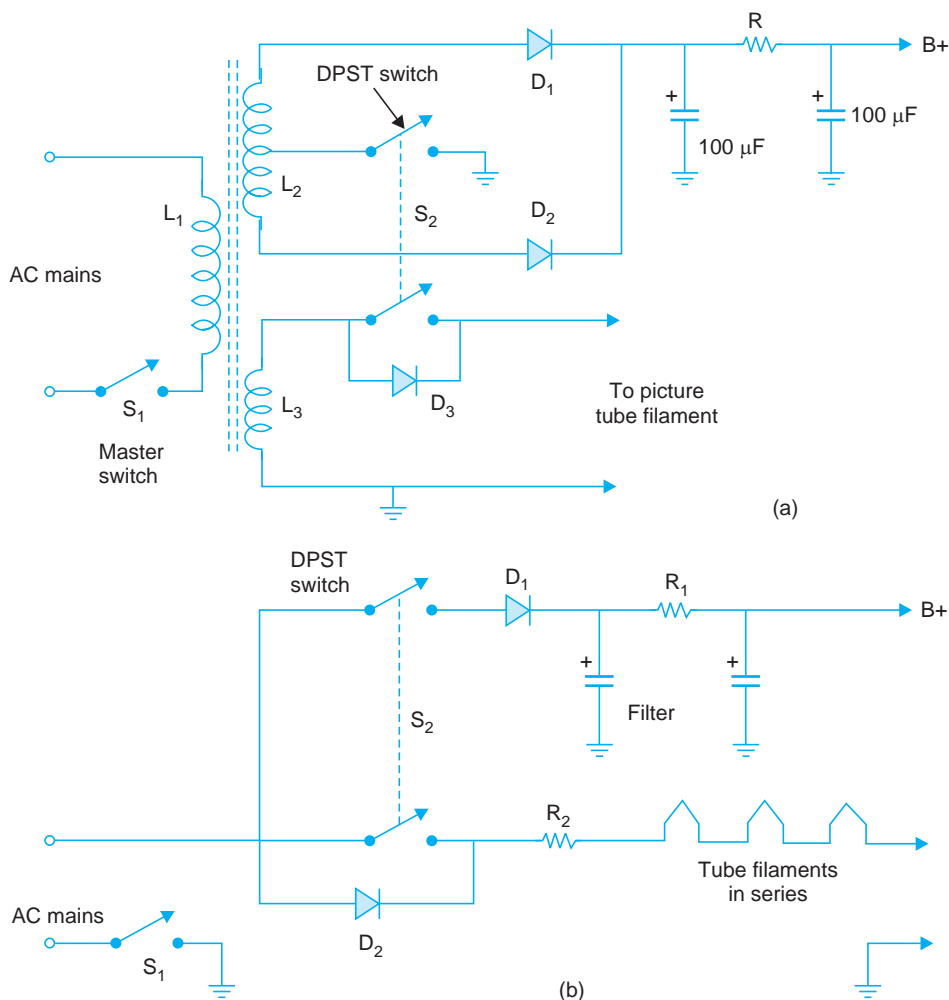 DPST switch
D1
R
B+
+
100 μF
+
100 μF
L1
L2
S2
D2
AC mains
S1
Master
switch
L3
D3
To picture
tube filament
(a)
DPST
switch
D1
R1
B+
+
+
Filter
S2
R2
Tube filaments
in series
D2
AC mains
S1
(b)